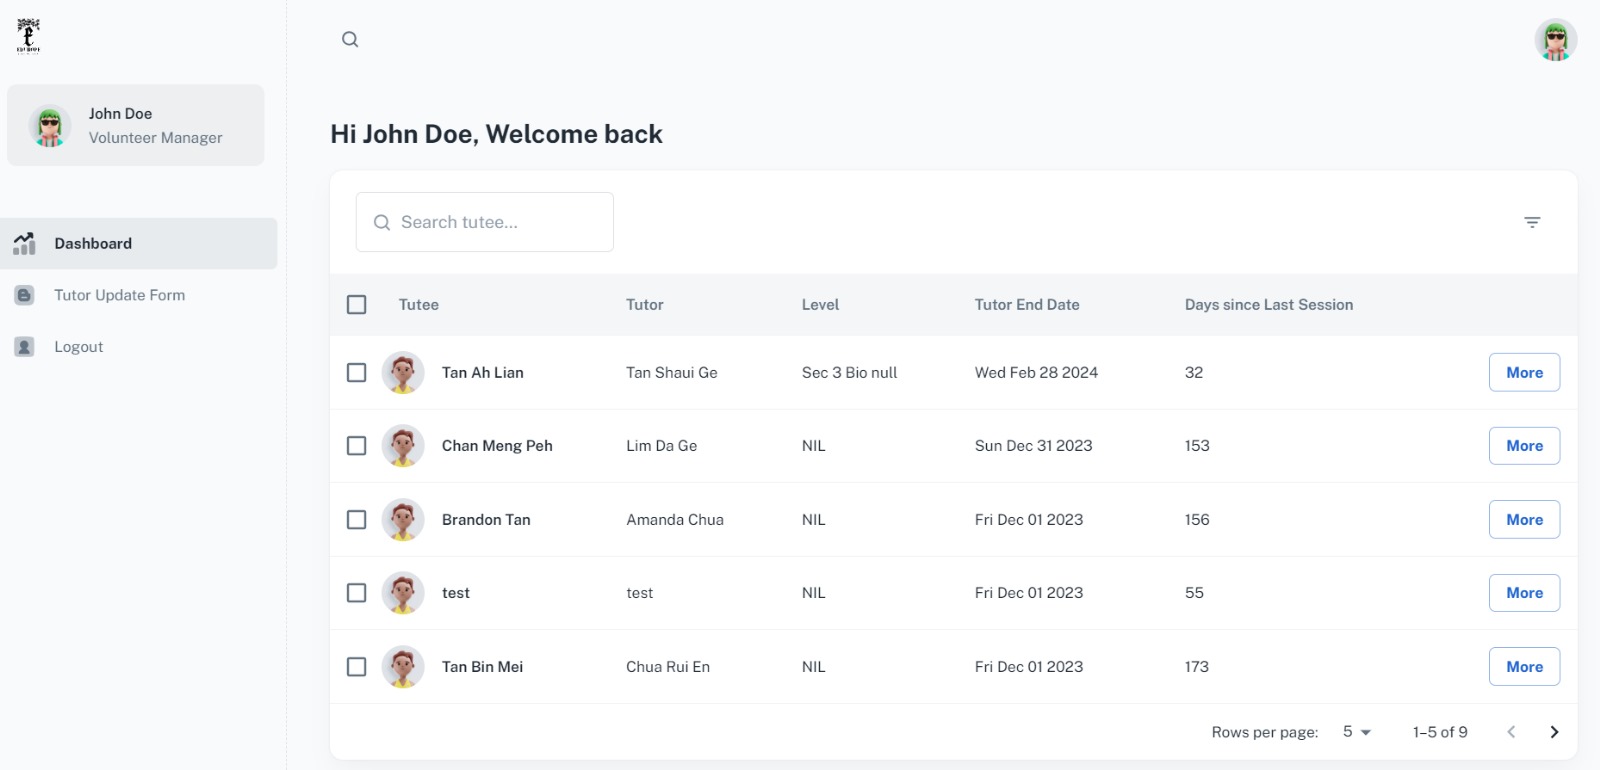 John Doe
Volunteer Manager
Dashboard
Tutor Update Form
Logout
Hi John Doe, Welcome back
Search tutee...
Tutee Tutor Level Tutor End Date Days since Last Session
Tan Ah Lian Tan Shaui Ge Sec 3 Bio null Wed Feb 28 2024 32 More
Chan Meng Peh Lim Da Ge NIL Sun Dec 31 2023 153 More
Brandon Tan Amanda Chua NIL Fri Dec 01 2023 156 More
test test NIL Fri Dec 01 2023 55 More
Tan Bin Mei Chua Rui En NIL Fri Dec 01 2023 173 More
Rows per page: 5 1–5 of 9